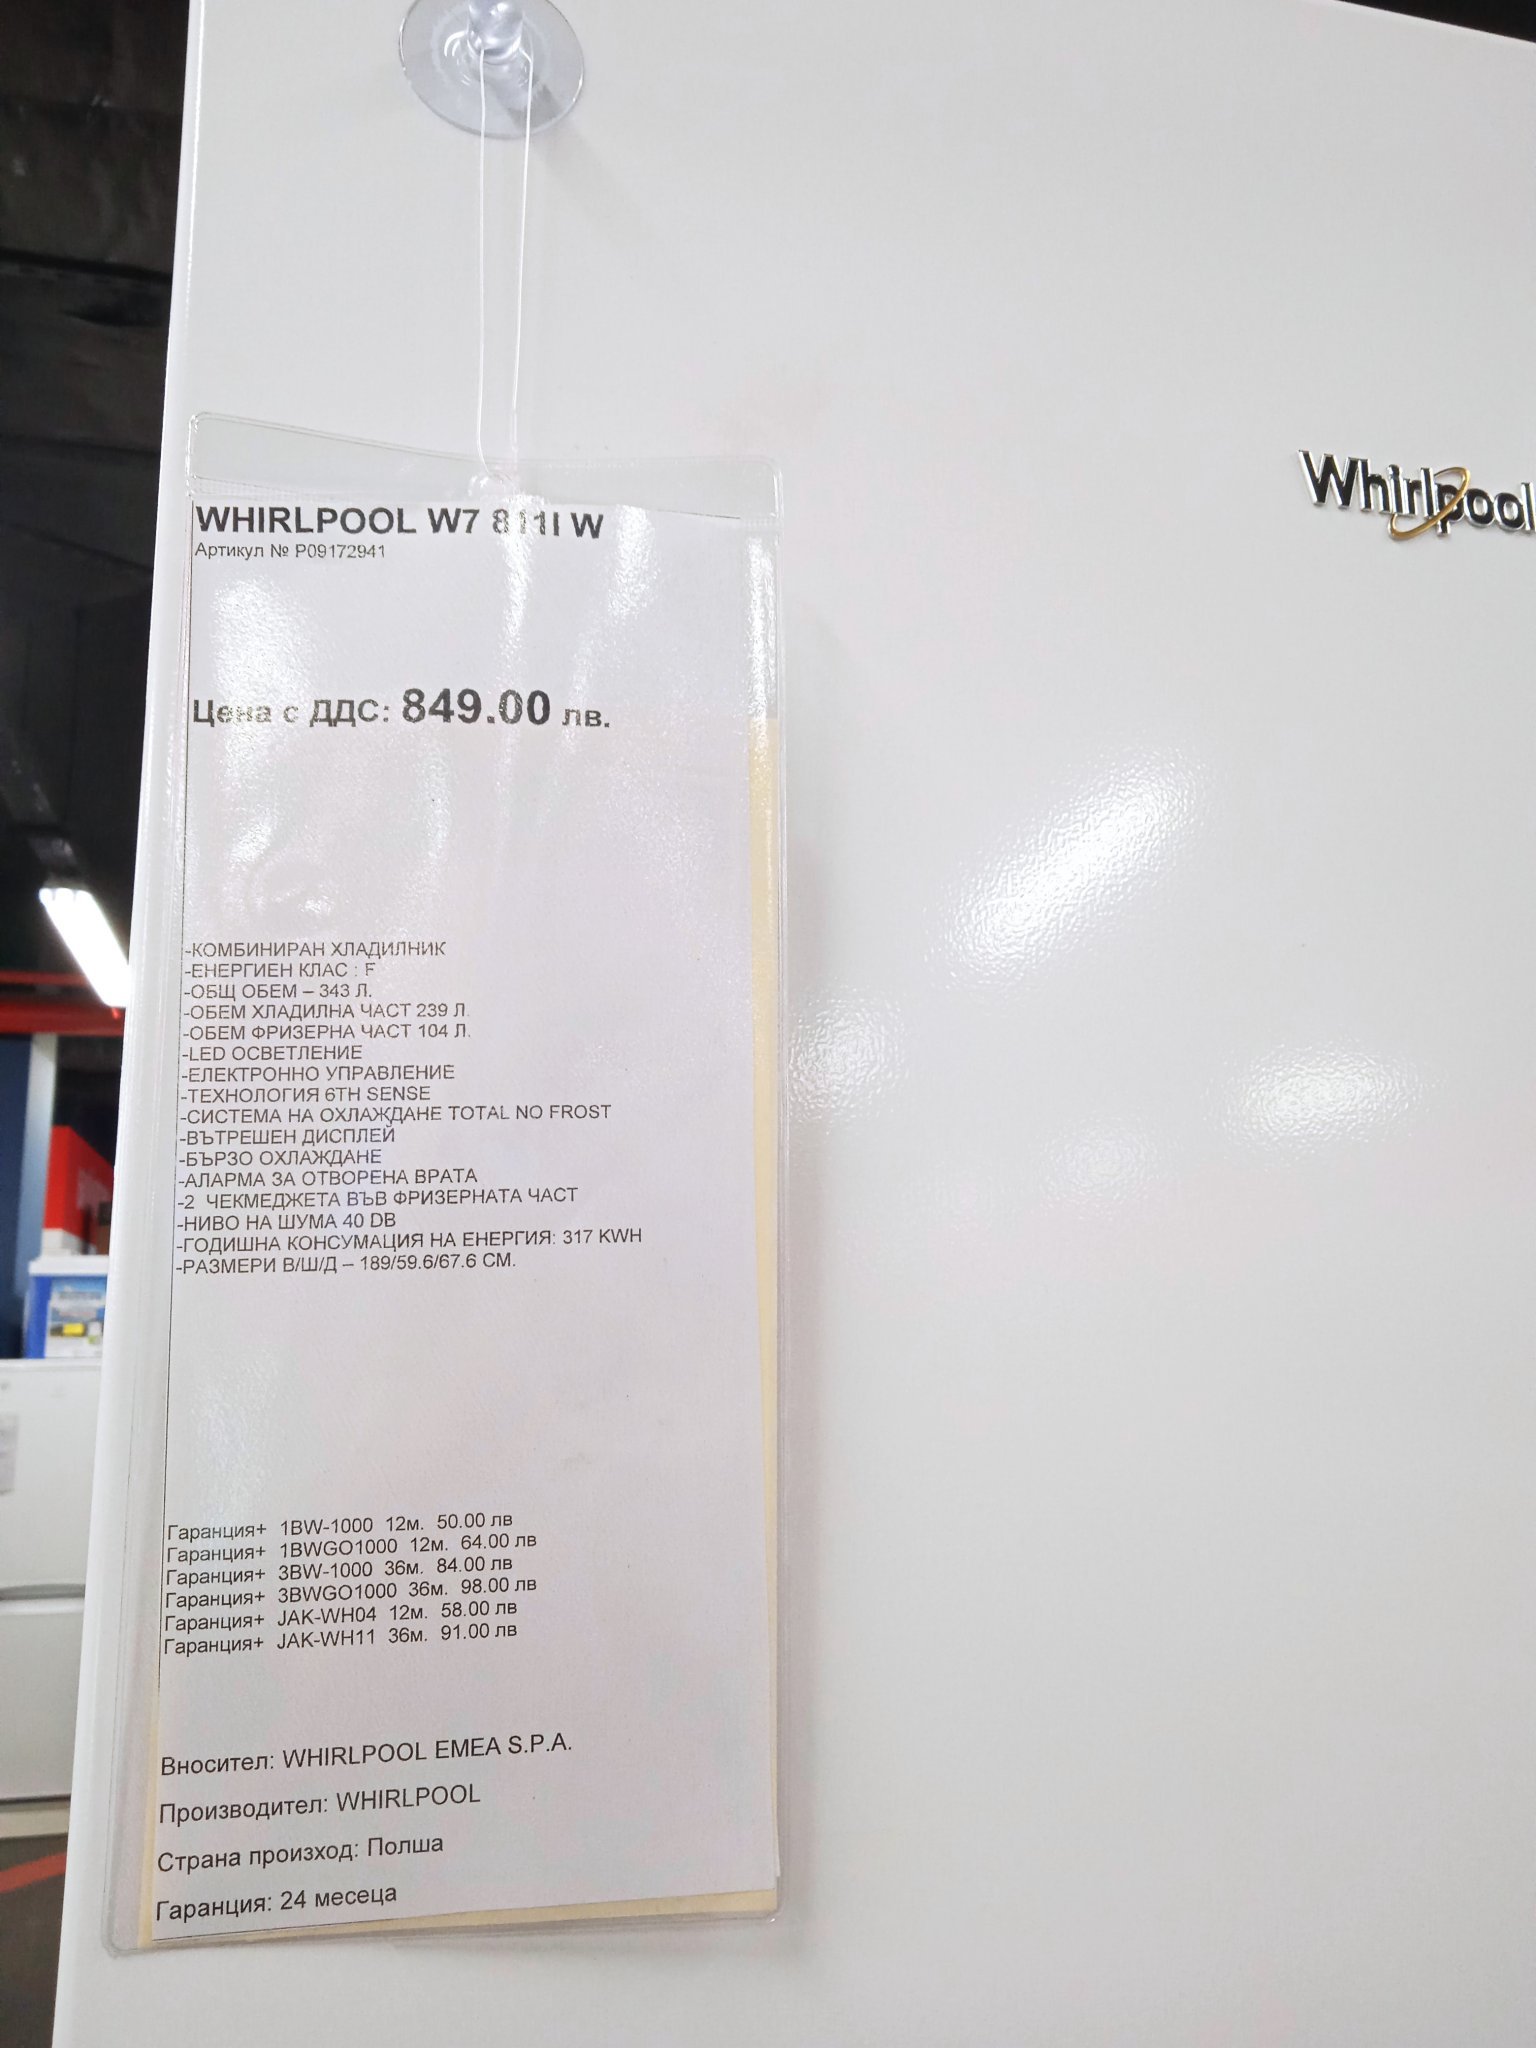 WHIRLPOOL W7 811I W
Артикул № P09172941
Цена с ДДС: 849.00 лв.
-КОМБИНИРАН ХЛАДИЛНИК
-ЕНЕРГИЕН КЛАС : F
-ОБЩ ОБЕМ – 343 Л.
-ОБЕМ ХЛАДИЛНА ЧАСТ 239 Л.
-ОБЕМ ФРИЗЕРНА ЧАСТ 104 Л.
-LED ОСВЕТЛЕНИЕ
-ЕЛЕКТРОННО УПРАВЛЕНИЕ
-ТЕХНОЛОГИЯ 6TH SENSE
-СИСТЕМА НА ОХЛАЖДАНЕ TOTAL NO FROST
-ВЪТРЕШЕН ДИСПЛЕЙ
-БЪРЗО ОХЛАЖДАНЕ
-АЛАРМА ЗА ОТВОРЕНА ВРАТА
-2 ЧЕКМЕДЖЕТА ВЪВ ФРИЗЕРНАТА ЧАСТ
-НИВО НА ШУМА 40 DB
-ГОДИШНА КОНСУМАЦИЯ НА ЕНЕРГИЯ: 317 KWH
-РАЗМЕРИ В/Ш/Д – 189/59.6/67.6 СМ.
Гаранция+ 1BW-1000 12м. 50.00 лв
Гаранция+ 1BWGO1000 12м. 64.00 лв
Гаранция+ 3BW-1000 36м. 84.00 лв
Гаранция+ 3BWGO1000 36м. 98.00 лв
Гаранция+ JAK-WH04 12м. 58.00 лв
Гаранция+ JAK-WH11 36м. 91.00 лв
Вносител: WHIRLPOOL EMEA S.P.A.
Производител: WHIRLPOOL
Страна произход: Полша
Гаранция: 24 месеца
Whirlpool